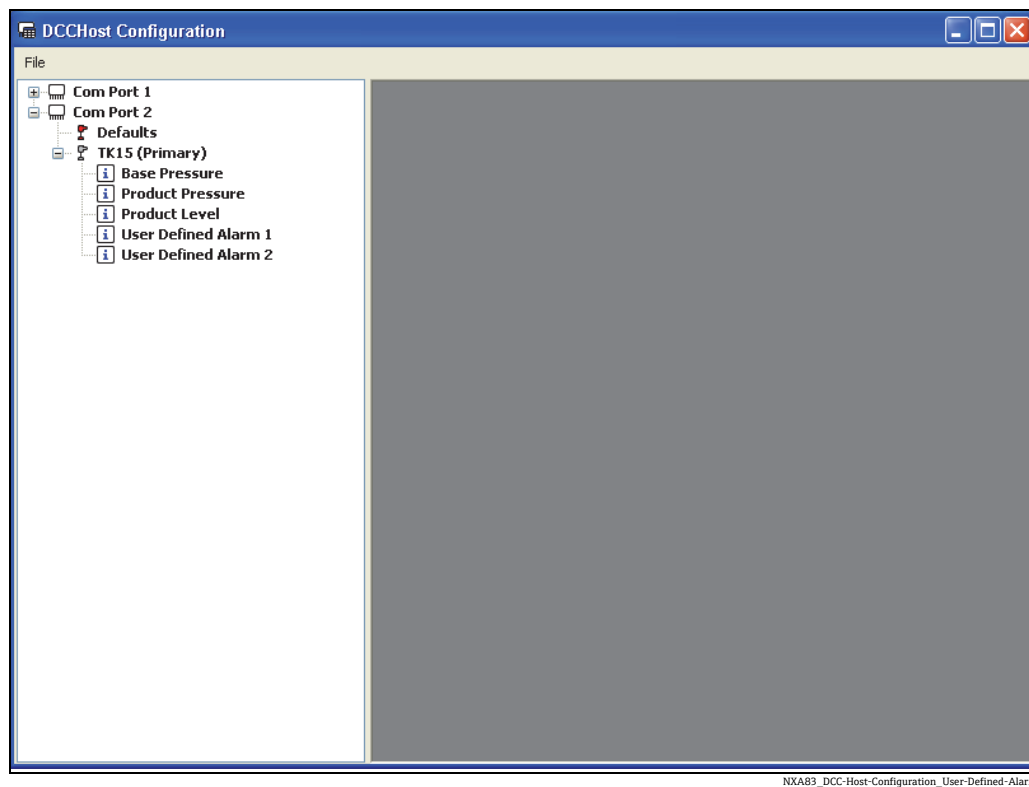 DCCHost Configuration
File
Com Port 1
Com Port 2
Defaults
TK15 (Primary)
Base Pressure
Product Pressure
Product Level
User Defined Alarm 1
User Defined Alarm 2
NXA83_DCC-Host-Configuration_User-Defined-Alar